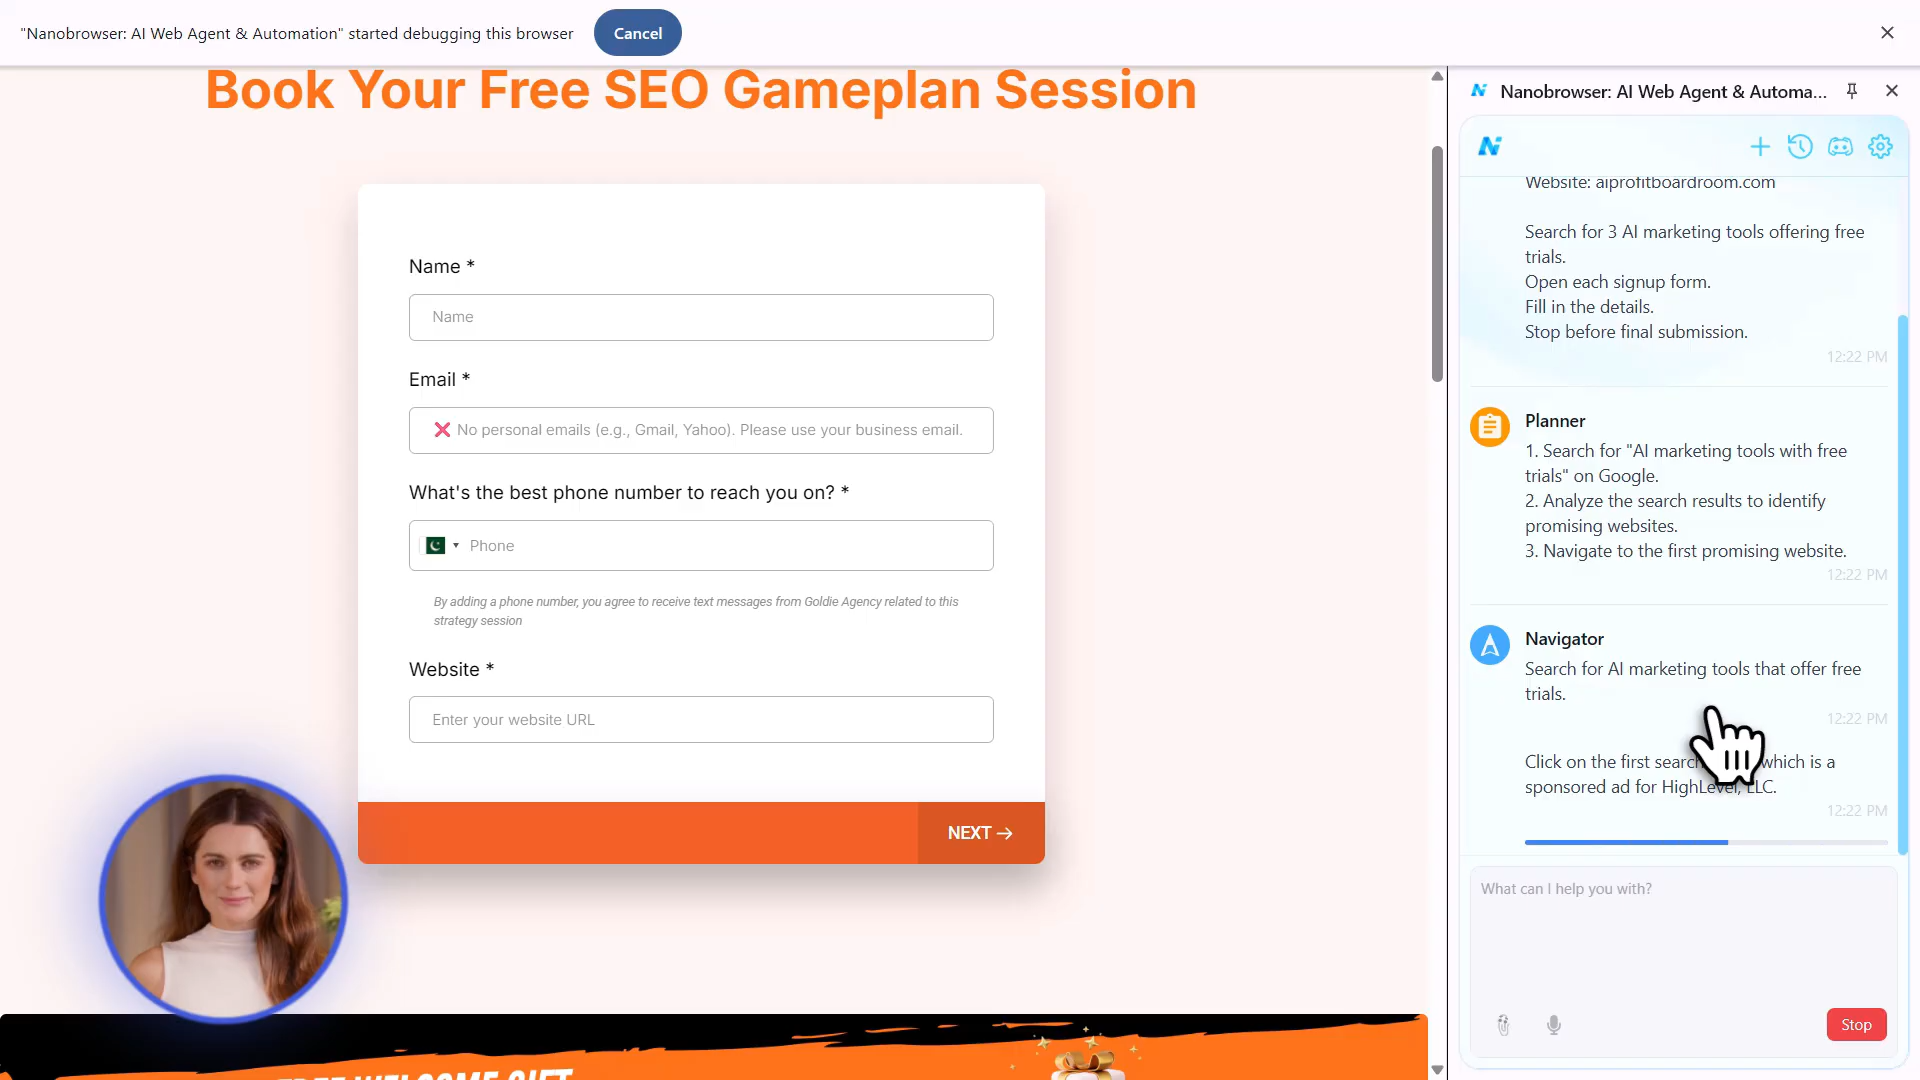 "Nanobrowser: AI Web Agent & Automation" started debugging this browser
Cancel
Book Your Free SEO Gameplan Session
Name *
Name
Email *
❌ No personal emails (e.g., Gmail, Yahoo). Please use your business email.
What's the best phone number to reach you on? *
Phone
By adding a phone number, you agree to receive text messages from Goldie Agency related to this
strategy session
Website *
Enter your website URL
NEXT →
FREE WELCOME GIFT
Nanobrowser: AI Web Agent & Automa...
Website: aiprofitboardroom.com
Search for 3 AI marketing tools offering free
trials.
Open each signup form.
Fill in the details.
Stop before final submission.
12:22 PM
Planner
1. Search for "AI marketing tools with free
trials" on Google.
2. Analyze the search results to identify
promising websites.
3. Navigate to the first promising website.
12:22 PM
Navigator
Search for AI marketing tools that offer free
trials.
12:22 PM
Click on the first search which is a
sponsored ad for HighLevel, LLC.
12:22 PM
What can I help you with?
Stop